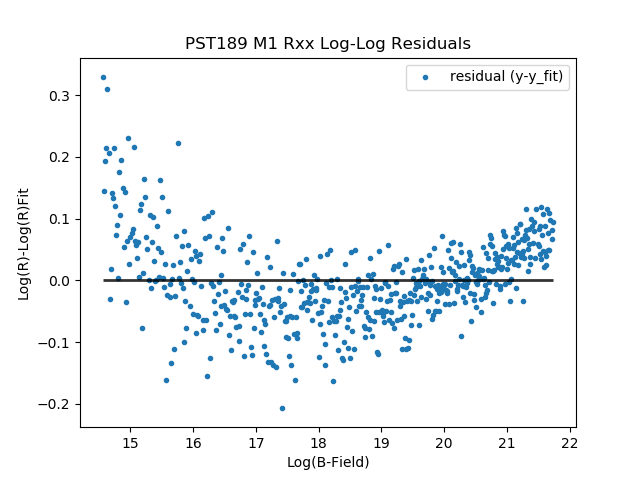 PST189 M1 Rxx Log-Log Residuals
residual (y-y_fit)
0.3
0.2
0.1
0.0
−0.1
−0.2
Log(R)-Log(R)Fit
15 16 17 18 19 20 21 22
Log(B-Field)